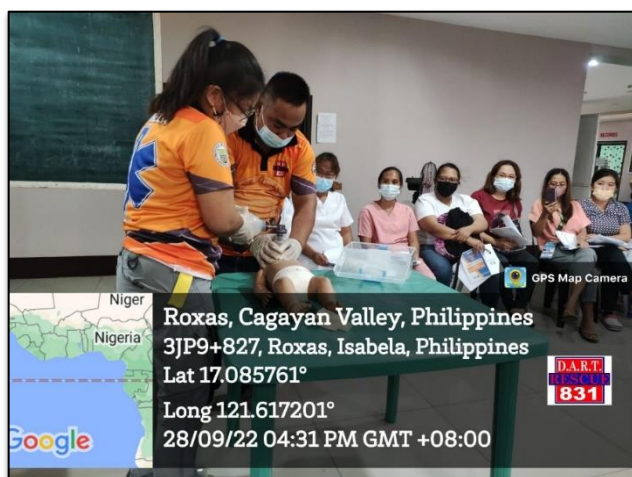 GPS Map Camera
Niger
Nigeria
Google
Roxas, Cagayan Valley, Philippines
3JP9+827, Roxas, Isabela, Philippines
Lat 17.085761°
Long 121.617201°
28/09/22 04:31 PM GMT +08:00
D.A.R.T.
RESCUE
831